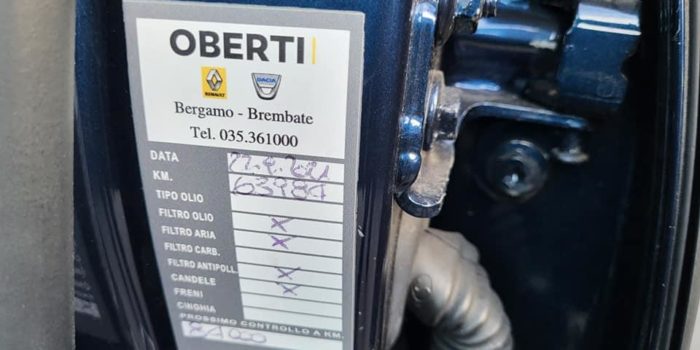 OBERTI
RENAULT
DACIA
Bergamo - Brembate
Tel. 035.361000
DATA
KM. 63984
TIPO OLIO
FILTRO OLIO X
FILTRO ARIA X
FILTRO CARB.
FILTRO ANTIPOLL. X
CANDELE X
FRENI
CINGHIA
PROSSIMO CONTROLLO A KM.